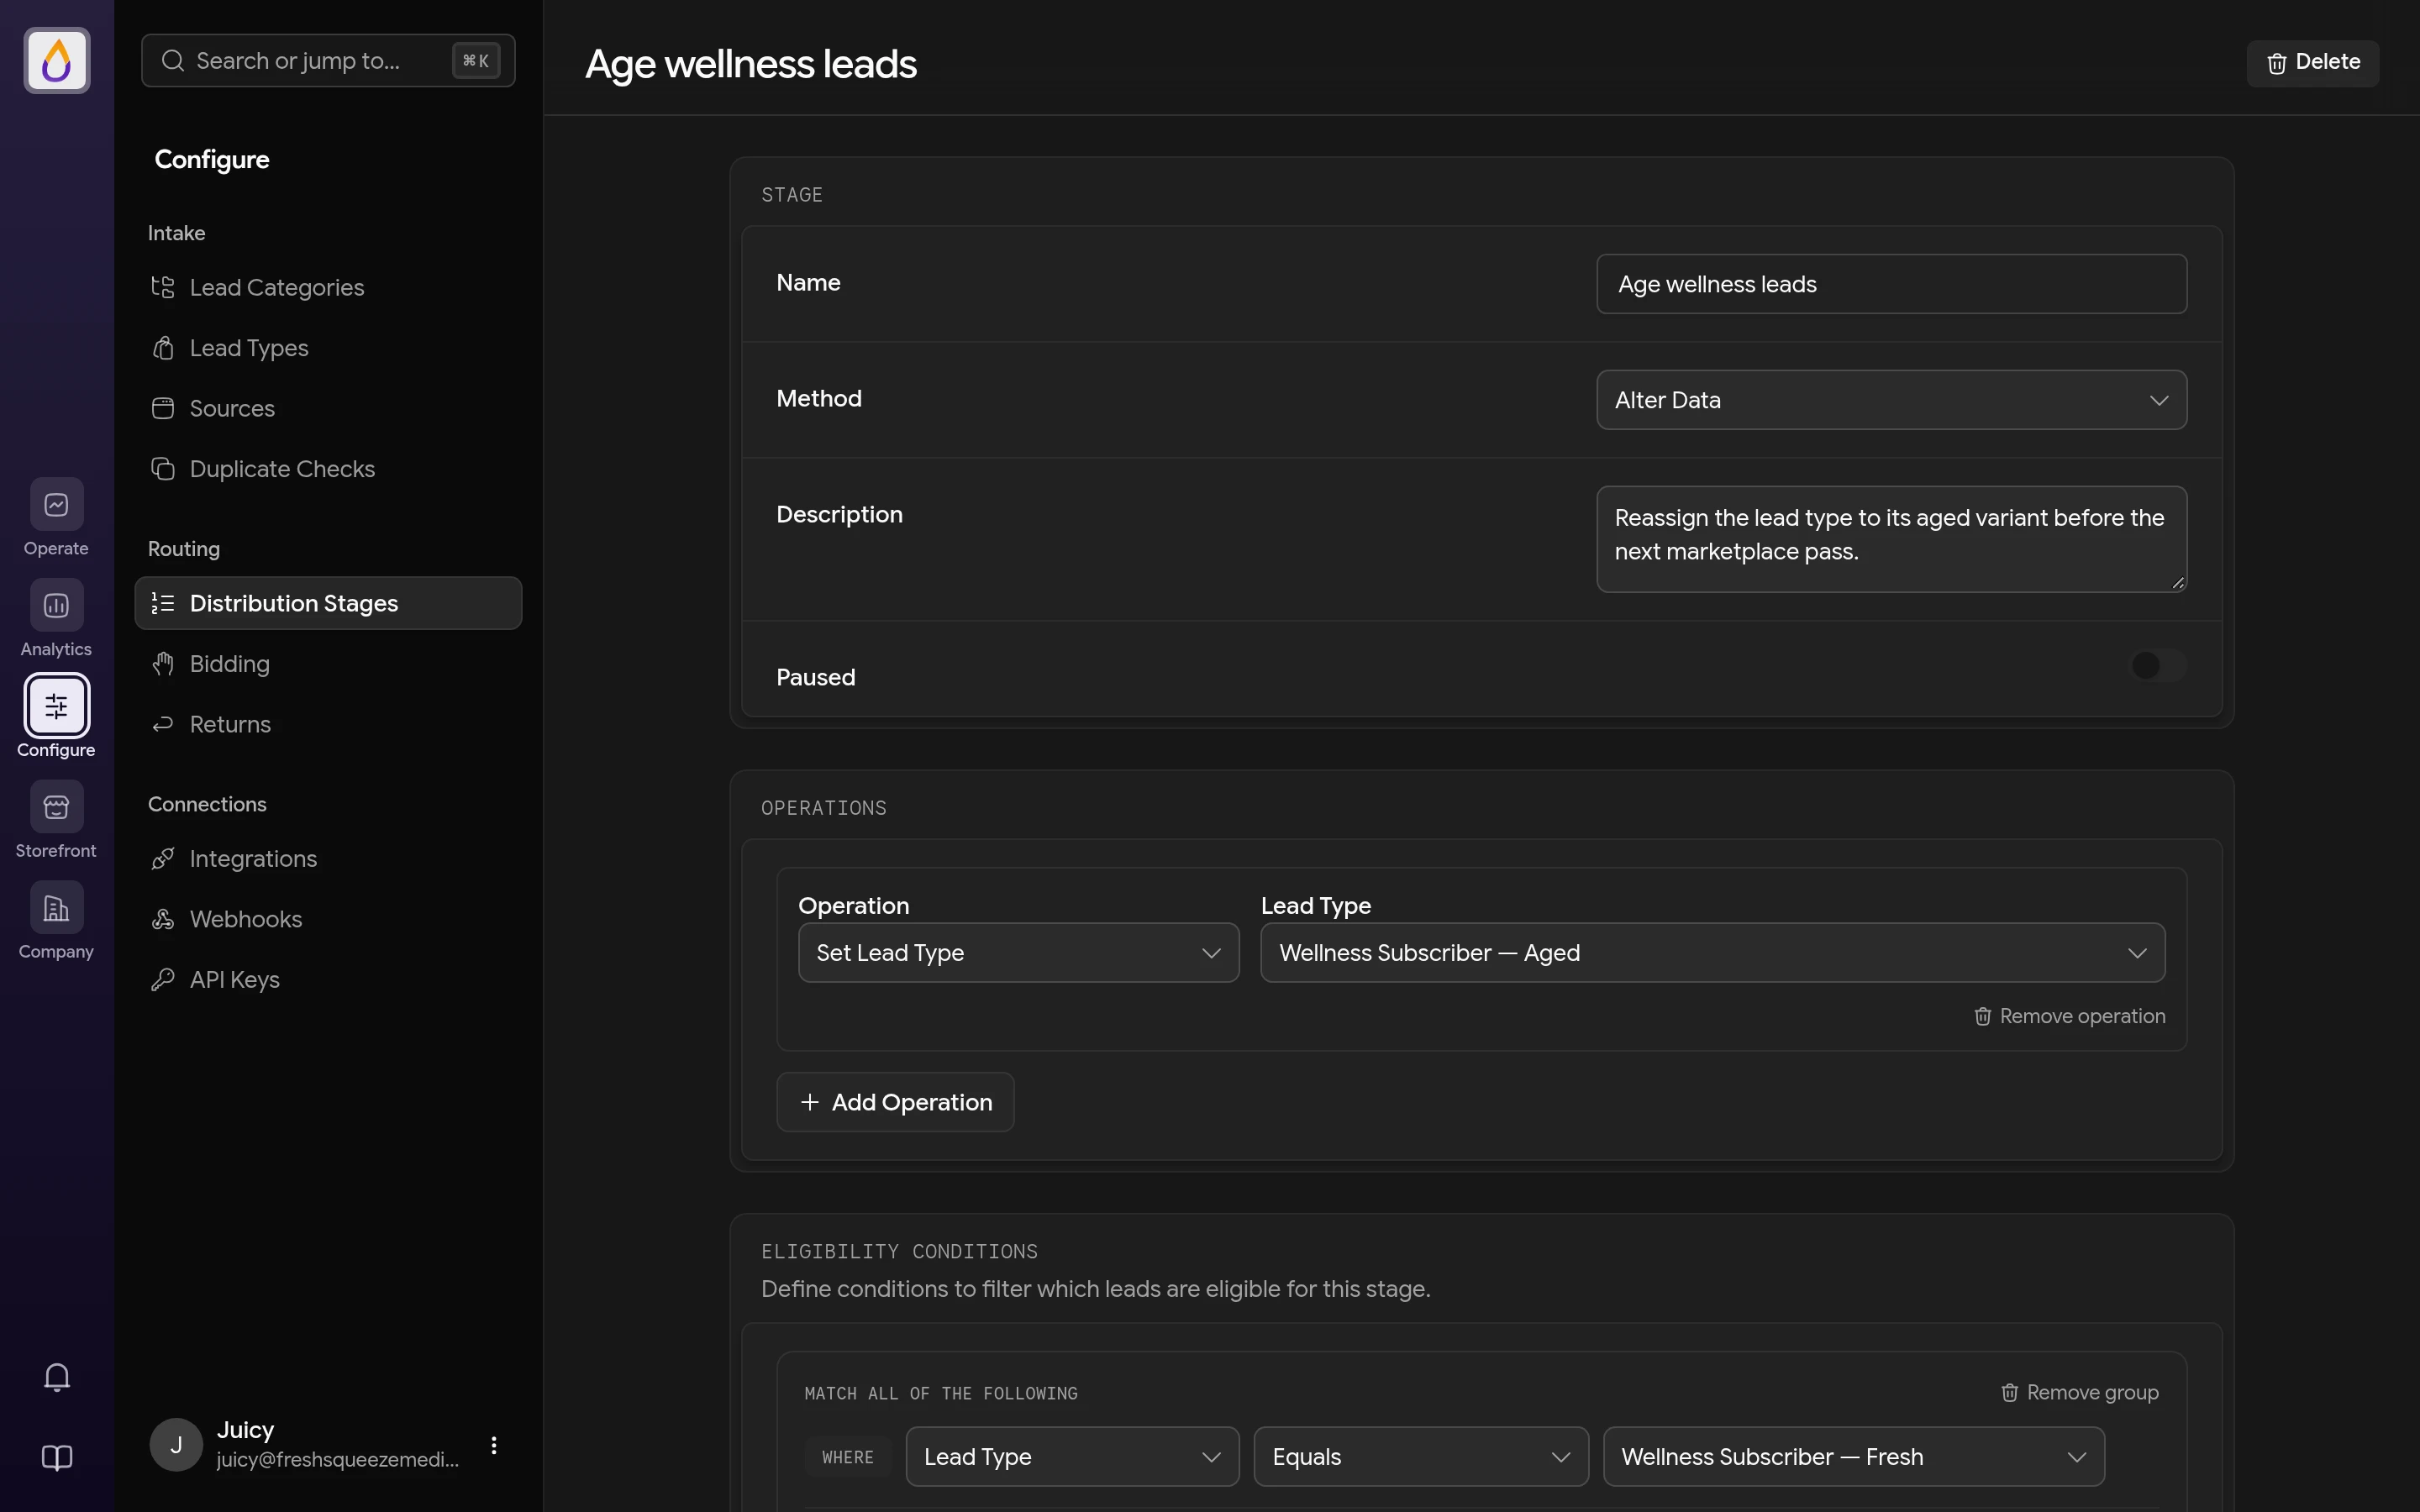 Search or jump to...
⌘K
Age wellness leads
Delete
Configure
Intake
Lead Categories
Lead Types
Sources
Duplicate Checks
Routing
Distribution Stages
Bidding
Returns
Connections
Integrations
Webhooks
API Keys
Operate
Analytics
Configure
Storefront
Company
J
Juicy
juicy@freshsqueezemedi...
STAGE
Name
Age wellness leads
Method
Alter Data
Description
Reassign the lead type to its aged variant before the
next marketplace pass.
Paused
OPERATIONS
Operation
Set Lead Type
Lead Type
Wellness Subscriber — Aged
Remove operation
Add Operation
ELIGIBILITY CONDITIONS
Define conditions to filter which leads are eligible for this stage.
MATCH ALL OF THE FOLLOWING
Remove group
WHERE
Lead Type
Equals
Wellness Subscriber — Fresh